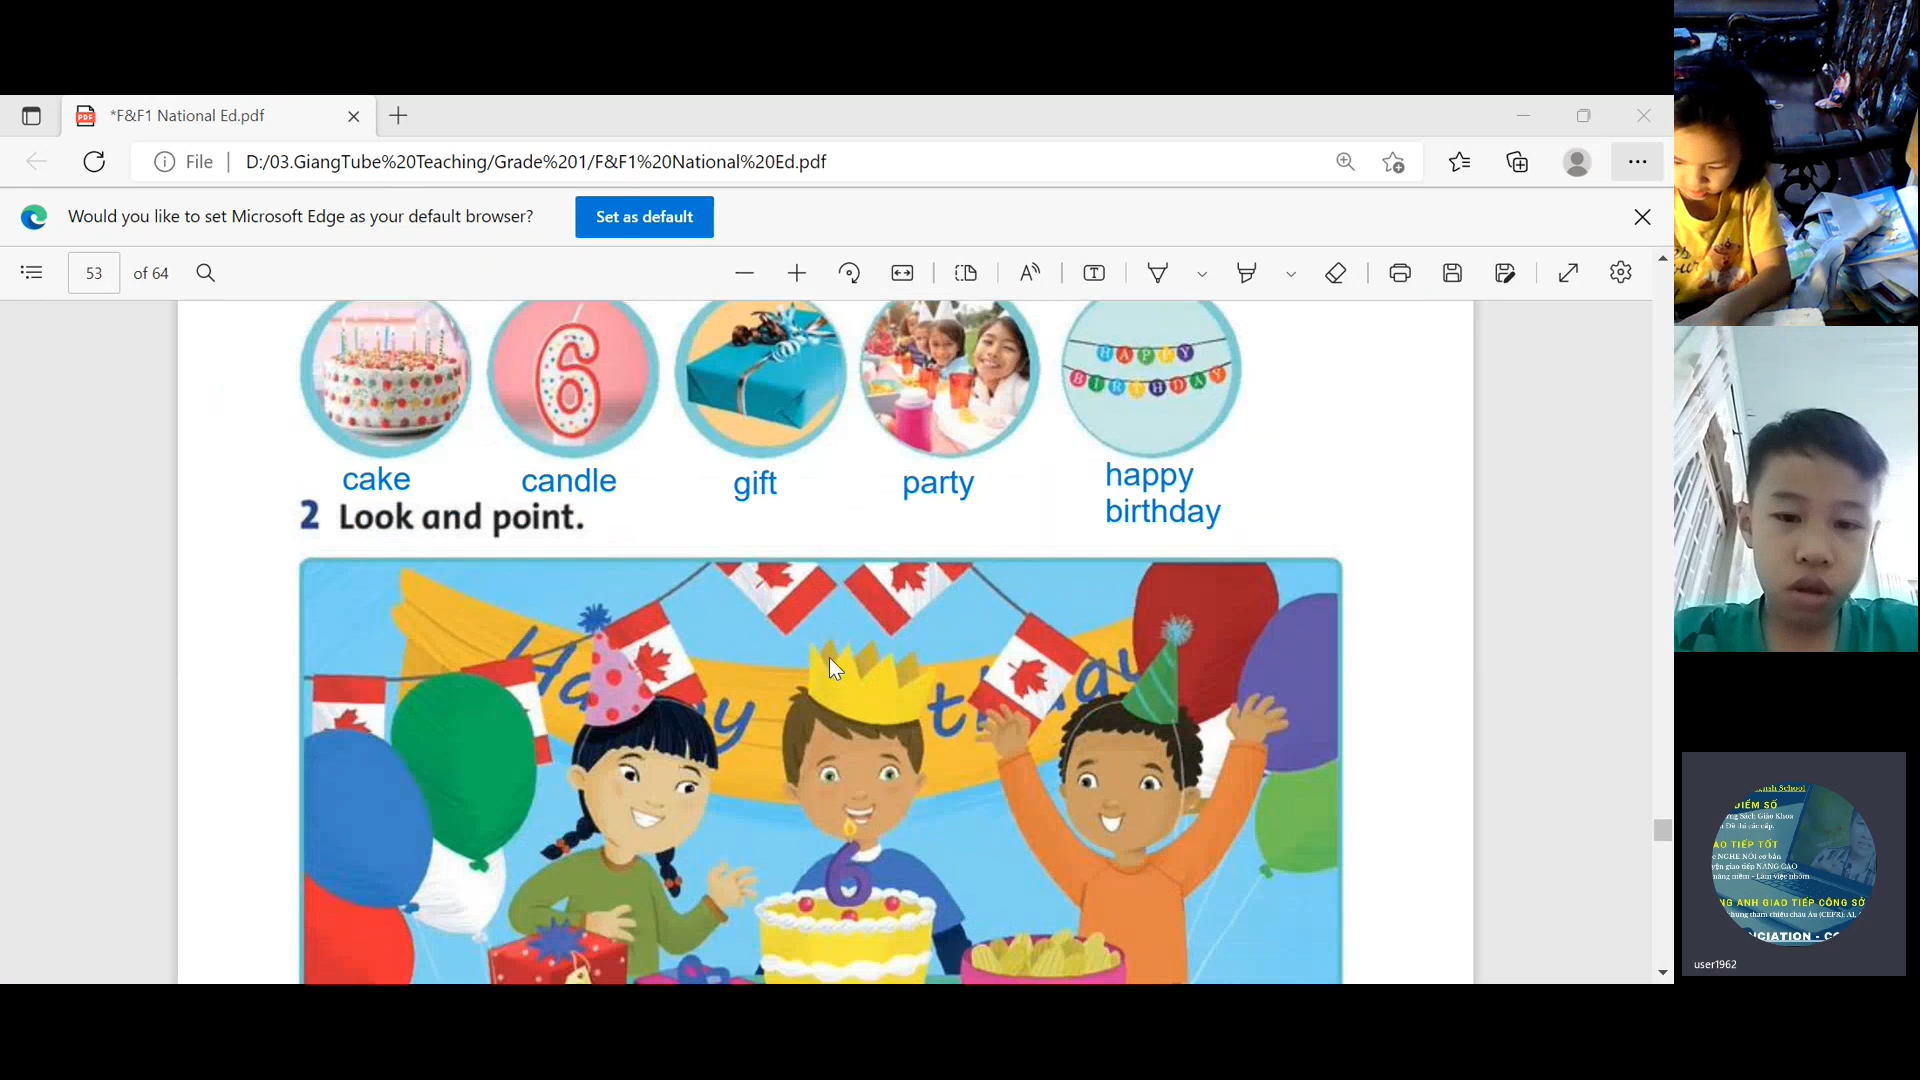 *F&F1 National Ed.pdf
File
D:/03.GiangTube%20Teaching/Grade%201/F&F1%20National%20Ed.pdf
Would you like to set Microsoft Edge as your default browser?
Set as default
53 of 64
HAPPY
BIRTHDAY
cake
candle
gift
party
happy
birthday
2 Look and point.
6
user1962